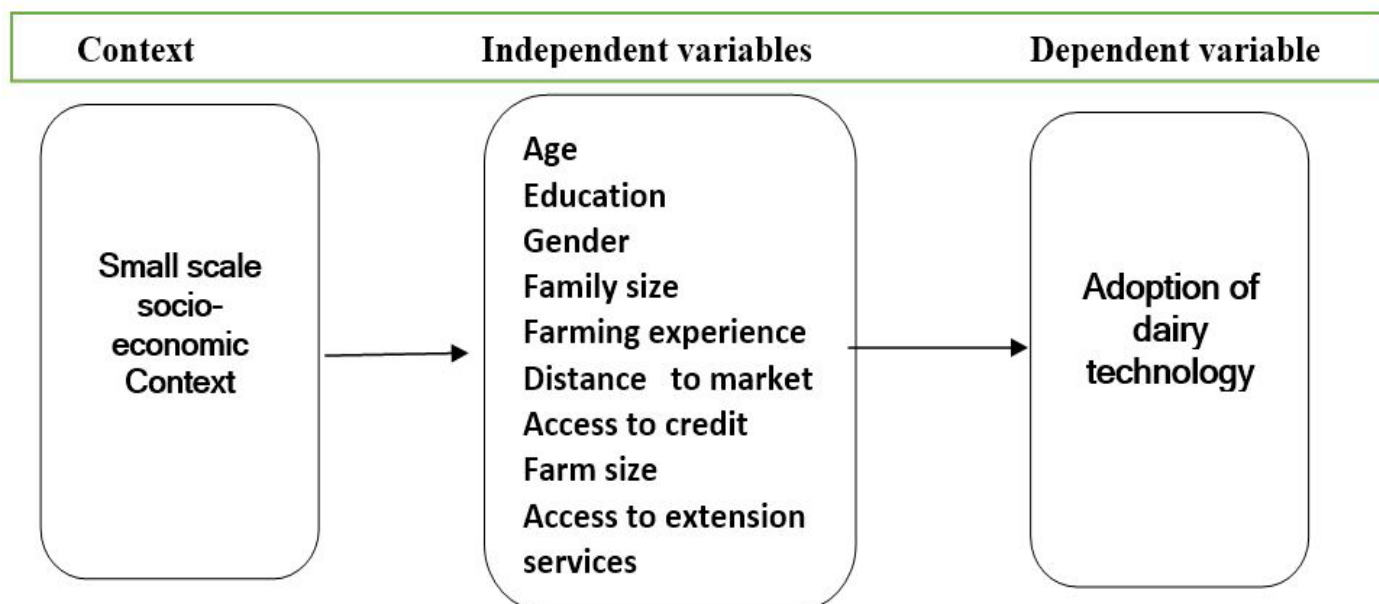 Context Independent variables Dependent variable
Small scale
socio-
economic
Context
Age
Education
Gender
Family size
Farming experience
Distance to market
Access to credit
Farm size
Access to extension
services
Adoption of
dairy
technology